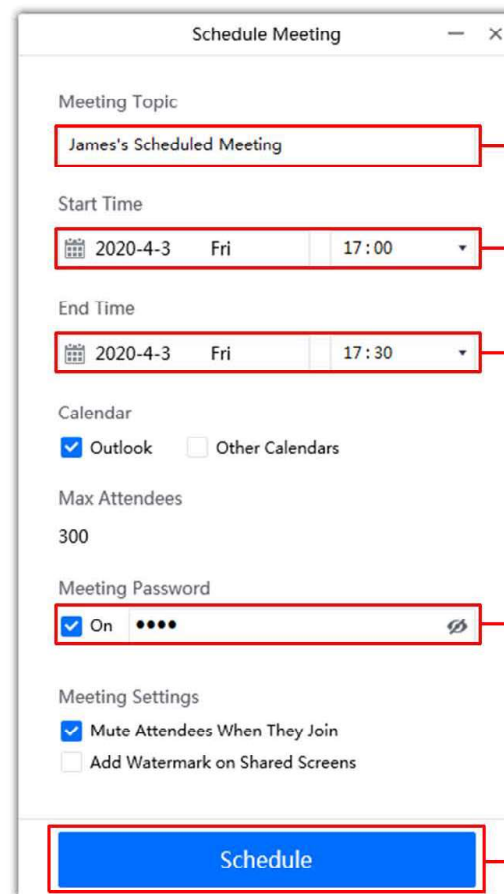 Schedule Meeting
Meeting Topic
James's Scheduled Meeting
Start Time
2020-4-3 Fri 17:00
End Time
2020-4-3 Fri 17:30
Calendar
Outlook Other Calendars
Max Attendees
300
Meeting Password
On ••••
Meeting Settings
Mute Attendees When They Join
Add Watermark on Shared Screens
Schedule